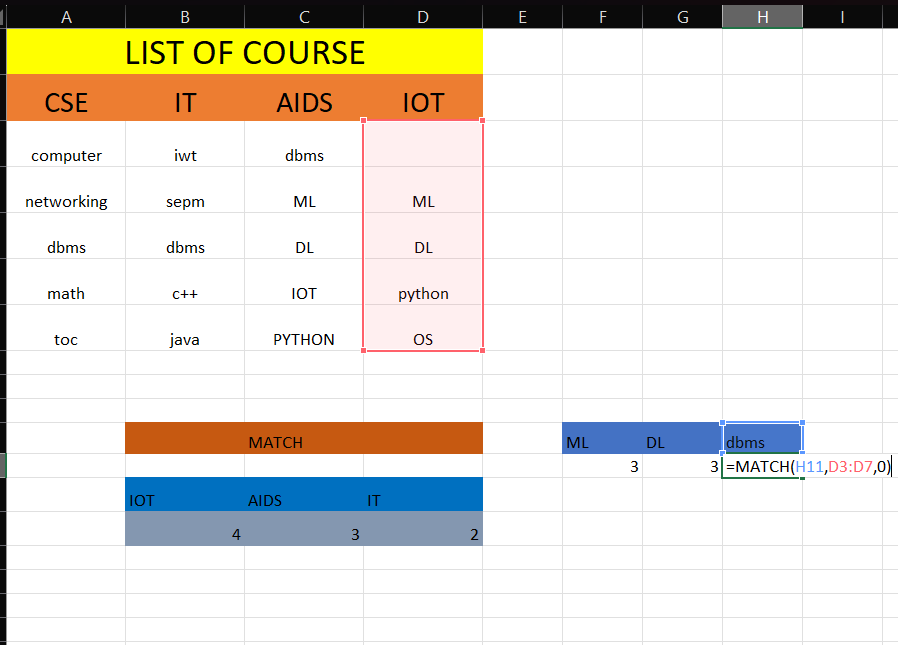 A B C D E F G H I
LIST OF COURSE
CSE IT AIDS IOT
computer iwt dbms
networking sepm ML ML
dbms dbms DL DL
math c++ IOT python
toc java PYTHON OS
MATCH ML DL dbms
3 3 =MATCH(H11,D3:D7,0)
IOT AIDS IT
4 3 2